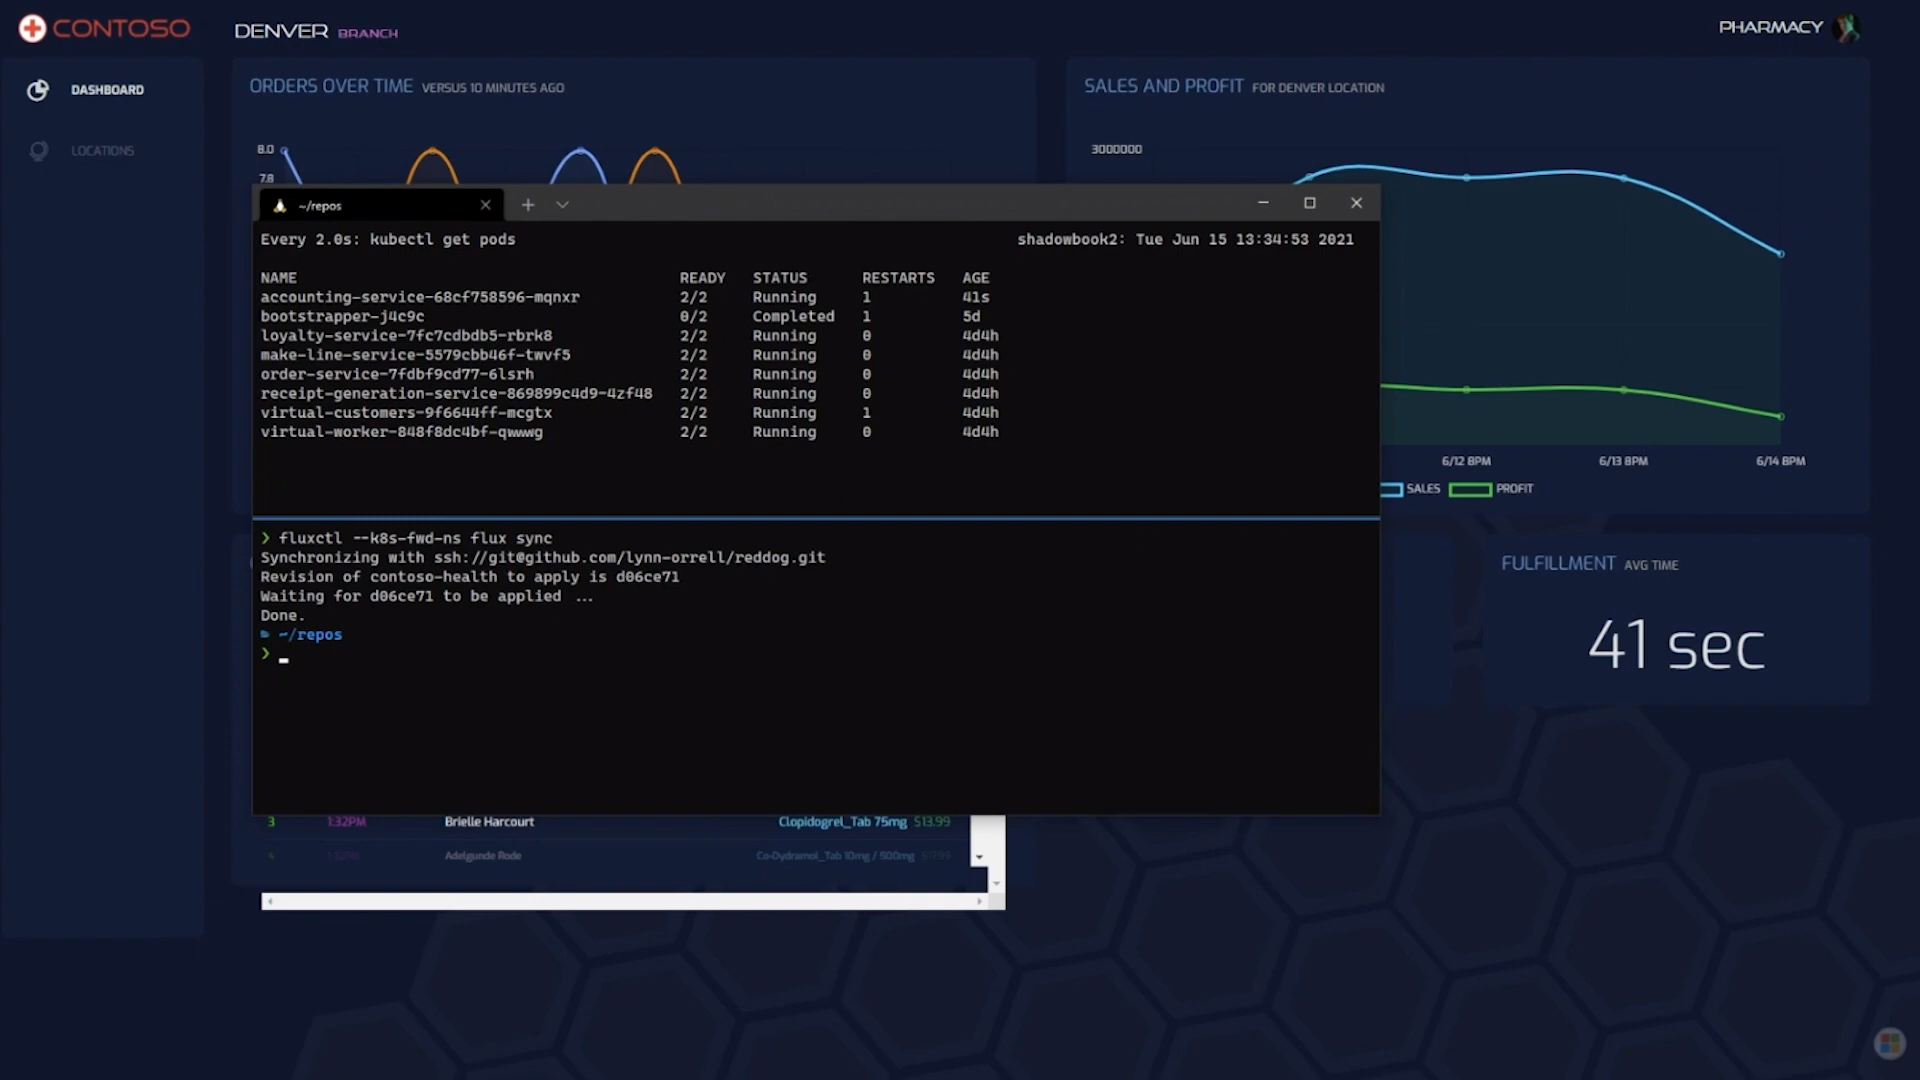 CONTOSO
DENVER BRANCH
PHARMACY
DASHBOARD
LOCATIONS
ORDERS OVER TIME VERSUS 10 MINUTES AGO
8.0
7.8
SALES AND PROFIT FOR DENVER LOCATION
3000000
~/repos
Every 2.0s: kubectl get pods shadowbook2: Tue Jun 15 13:34:53 2021
NAME READY STATUS RESTARTS AGE
accounting-service-68cf758596-mqnxr 2/2 Running 1 41s
bootstrapper-j4c9c 0/2 Completed 1 5d
loyalty-service-7fc7cdbdb5-rbrk8 2/2 Running 0 4d4h
make-line-service-5579cbb46f-twvf5 2/2 Running 0 4d4h
order-service-7fdbf9cd77-6lsrh 2/2 Running 0 4d4h
receipt-generation-service-869899c4d9-4zf48 2/2 Running 0 4d4h
virtual-customers-9f6644ff-mcgtx 2/2 Running 1 4d4h
virtual-worker-848f8dc4bf-qwwwg 2/2 Running 0 4d4h
6/12 8PM 6/13 8PM 6/14 8PM
SALES PROFIT
❯ fluxctl --k8s-fwd-ns flux sync
Synchronizing with ssh://git@github.com/lynn-orrell/reddog.git
Revision of contoso-health to apply is d06ce71
Waiting for d06ce71 to be applied ...
Done.
~/repos
❯
FULFILLMENT AVG TIME
41 sec
3 1:32PM Brielle Harcourt Clopidogrel_Tab 75mg $13.99
Adelgunde Rode Co-Dydramol_Tab 10mg / 500mg